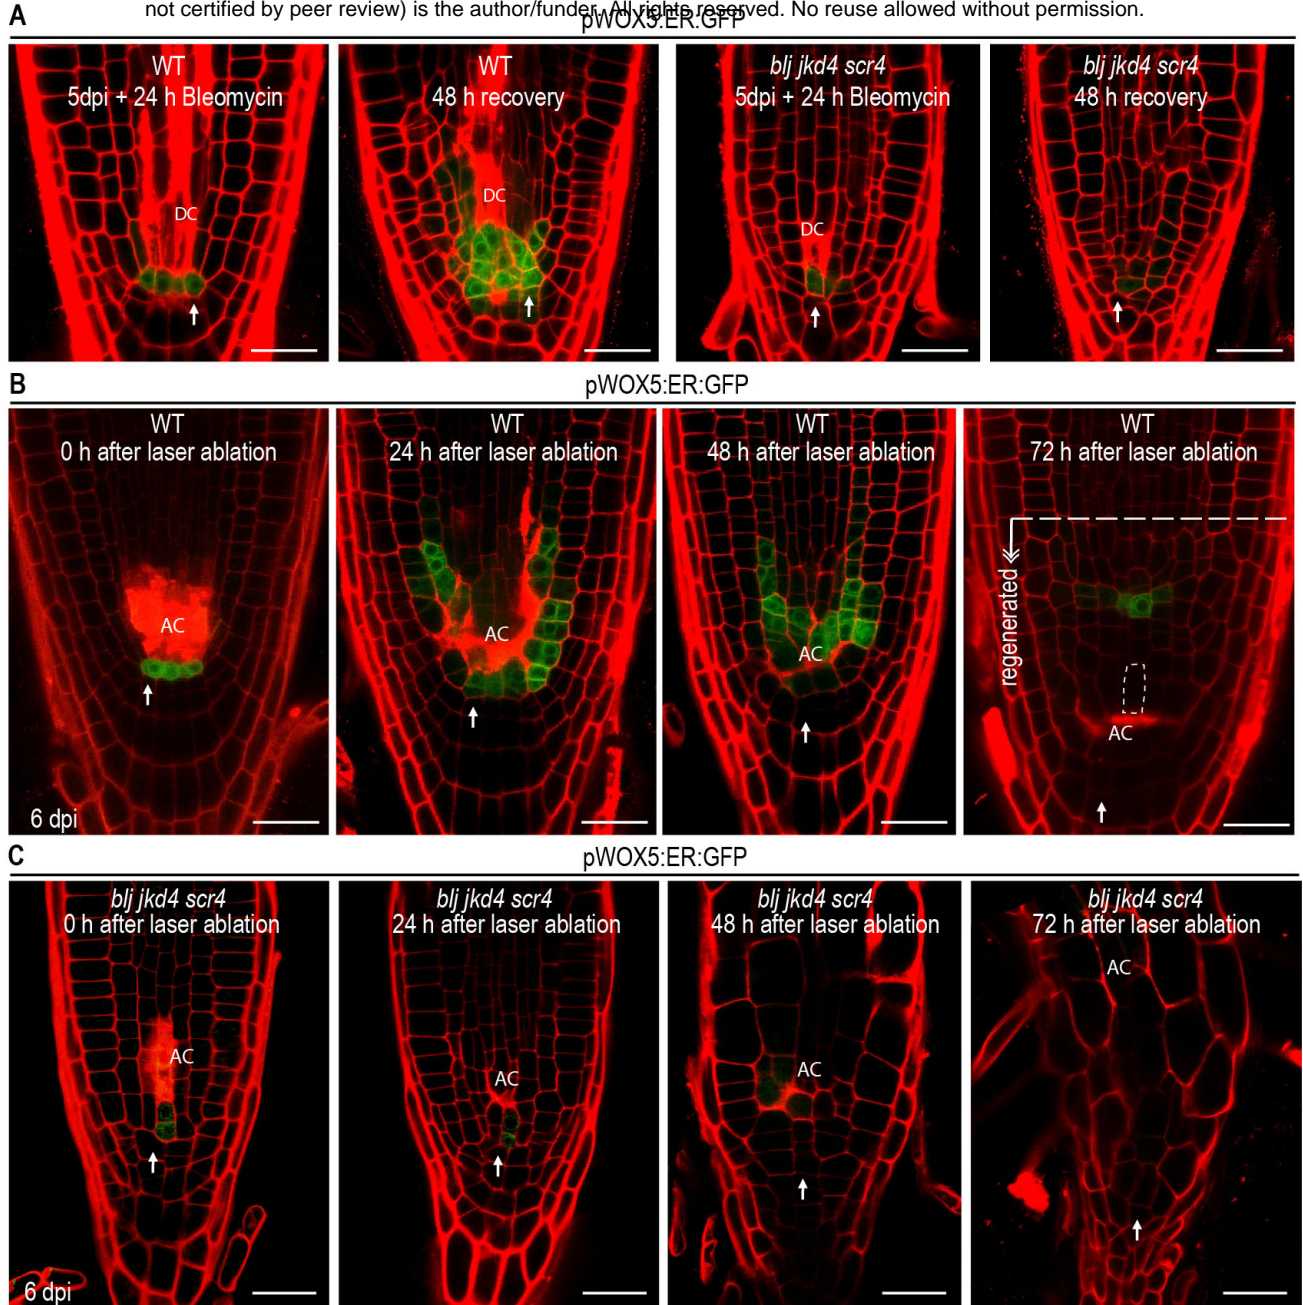 not certified by peer review) is the author/funder. All rights reserved. No reuse allowed without permission.
A
pWOX5:ER:GFP
WT
5dpi + 24 h Bleomycin
DC
WT
48 h recovery
DC
blj jkd4 scr4
5dpi + 24 h Bleomycin
DC
blj jkd4 scr4
48 h recovery
B
pWOX5:ER:GFP
WT
0 h after laser ablation
AC
6 dpi
WT
24 h after laser ablation
AC
WT
48 h after laser ablation
AC
WT
72 h after laser ablation
regenerated
AC
C
pWOX5:ER:GFP
blj jkd4 scr4
0 h after laser ablation
AC
6 dpi
blj jkd4 scr4
24 h after laser ablation
AC
blj jkd4 scr4
48 h after laser ablation
AC
blj jkd4 scr4
72 h after laser ablation
AC